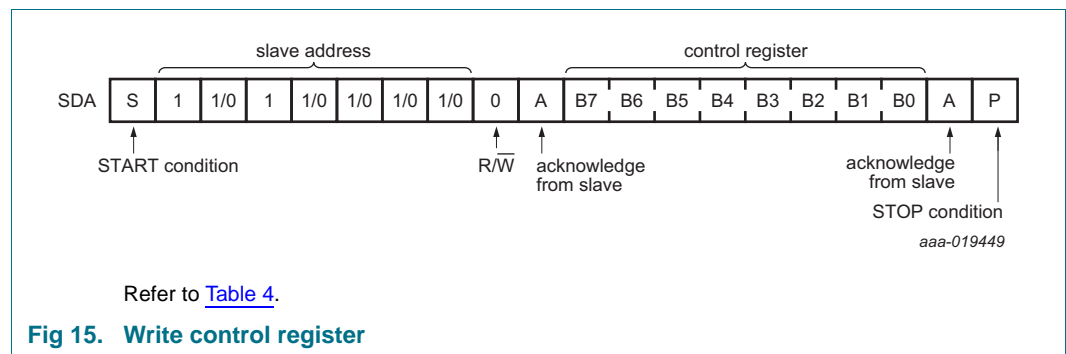 slave address control register
SDA S 1 1/0 1 1/0 1/0 1/0 1/0 0 A B7 B6 B5 B4 B3 B2 B1 B0 A P
START condition R/W̅ acknowledge from slave acknowledge from slave
STOP condition
aaa-019449
Refer to Table 4.
Fig 15. Write control register